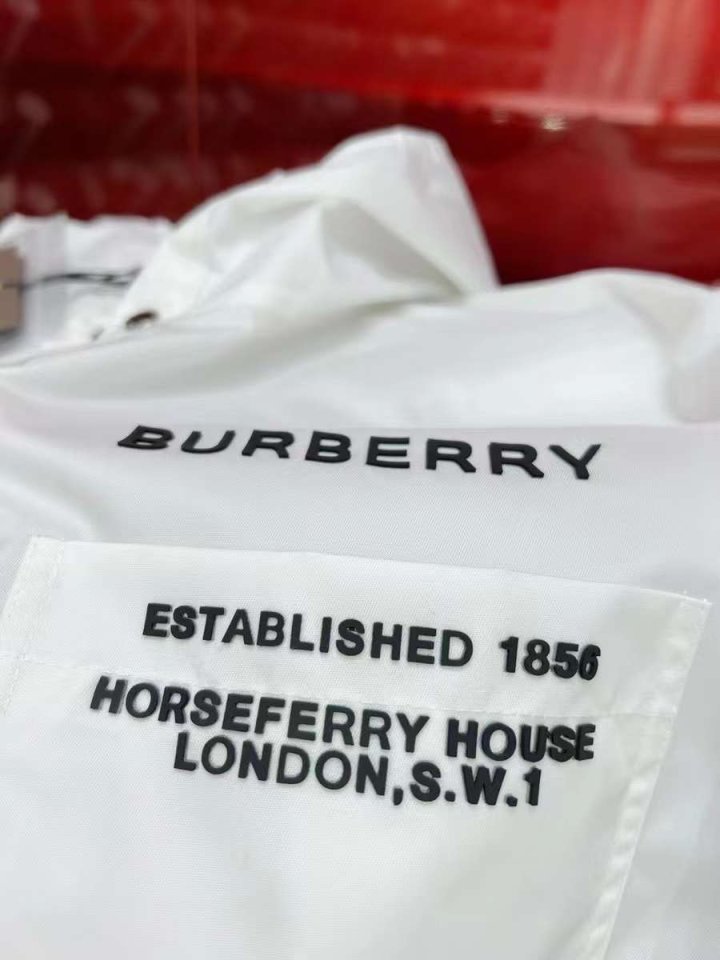 BURBERRY
ESTABLISHED 1856
HORSEFERRY HOUSE
LONDON,S.W.1